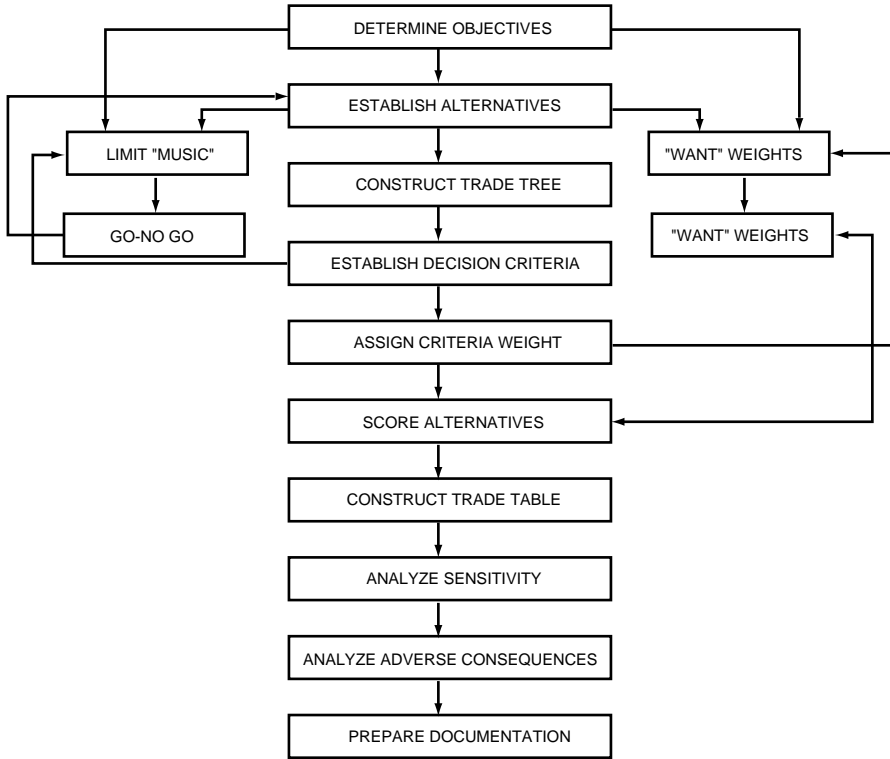 DETERMINE OBJECTIVES
ESTABLISH ALTERNATIVES
LIMIT "MUSIC"
"WANT" WEIGHTS
CONSTRUCT TRADE TREE
GO-NO GO
"WANT" WEIGHTS
ESTABLISH DECISION CRITERIA
ASSIGN CRITERIA WEIGHT
SCORE ALTERNATIVES
CONSTRUCT TRADE TABLE
ANALYZE SENSITIVITY
ANALYZE ADVERSE CONSEQUENCES
PREPARE DOCUMENTATION